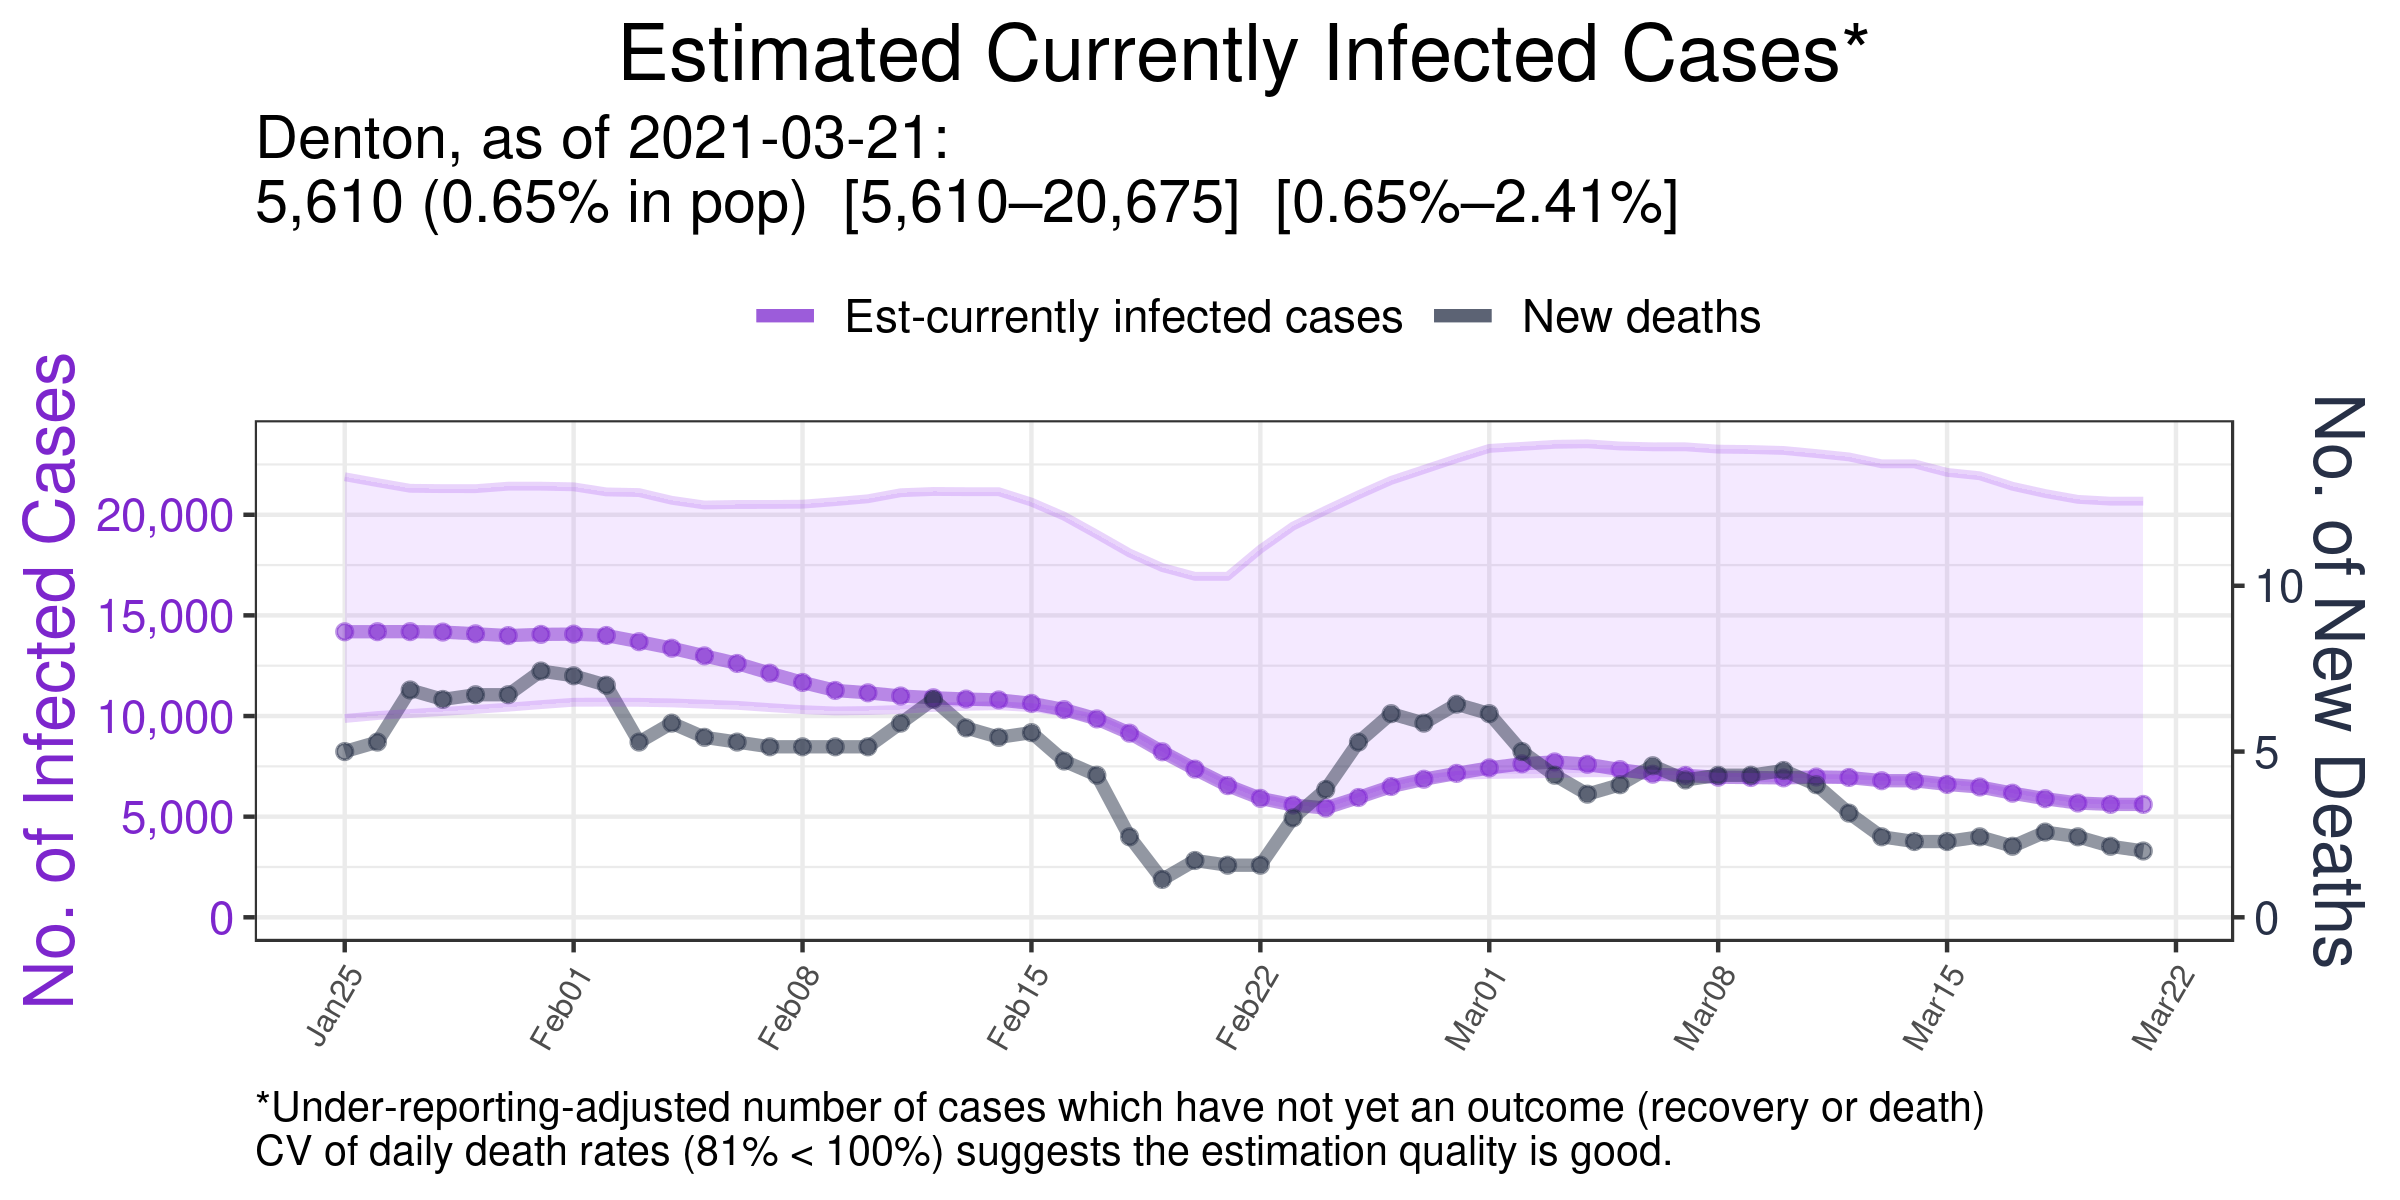 Estimated Currently Infected Cases*
Denton, as of 2021-03-21:
5,610 (0.65% in pop)  [5,610–20,675]  [0.65%–2.41%]
Est-currently infected cases
New deaths
No. of Infected Cases
20,000
15,000
10,000
5,000
0
10
5
0
No. of New Deaths
Jan25
Feb01
Feb08
Feb15
Feb22
Mar01
Mar08
Mar15
Mar22
*Under-reporting-adjusted number of cases which have not yet an outcome (recovery or death)
CV of daily death rates (81% < 100%) suggests the estimation quality is good.